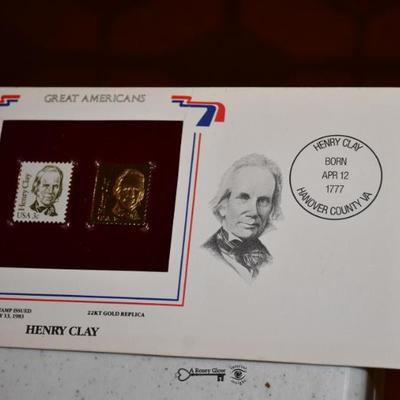 GREAT AMERICANS
Henry Clay
USA 3c
HENRY CLAY
BORN
APR 12
1777
HANOVER COUNTY VA
STAMP ISSUED
13, 1983
22KT GOLD REPLICA
HENRY CLAY
A Rosey Glow